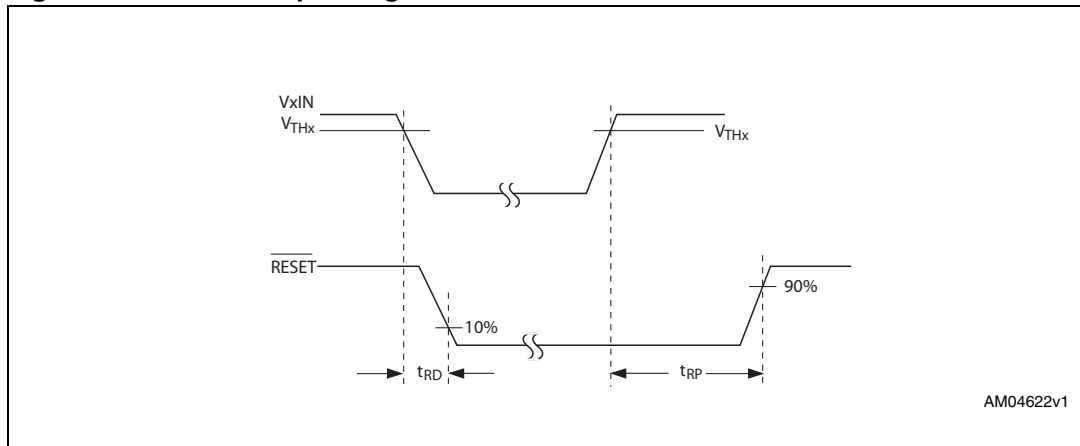 VxIN
VTHx
VTHx
RESET
90%
10%
tRD
tRP
AM04622v1